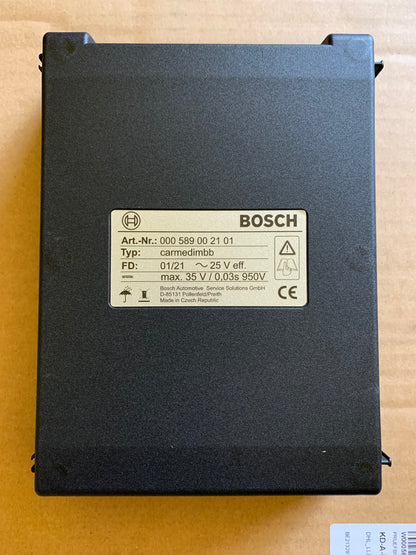 BOSCH
Art.-Nr.: 000 589 00 21 01
Typ: carmedimbb
FD: 01/21 ~ 25 V eff.
max. 35 V / 0,03s 950V
Bosch Automotive Service Solutions GmbH
D-85131 Pollenfeld/Preith
Made in Czech Republic
CE
KD-A-